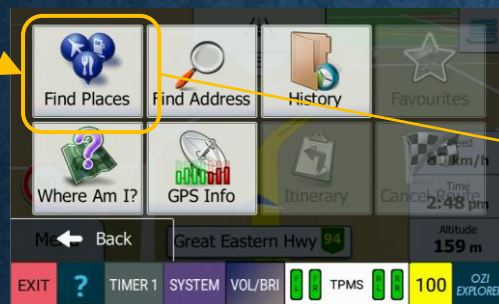 Find Places Find Address History Favourites
Where Am I? GPS Info Itinerary Cancel Route
Speed
km/h
Time
2:48 pm
Back
Great Eastern Hwy 94
Altitude
159 m
EXIT ? TIMER 1 SYSTEM VOL/BRI F L F R TPMS R L R R 100 OZI
EXPLORER